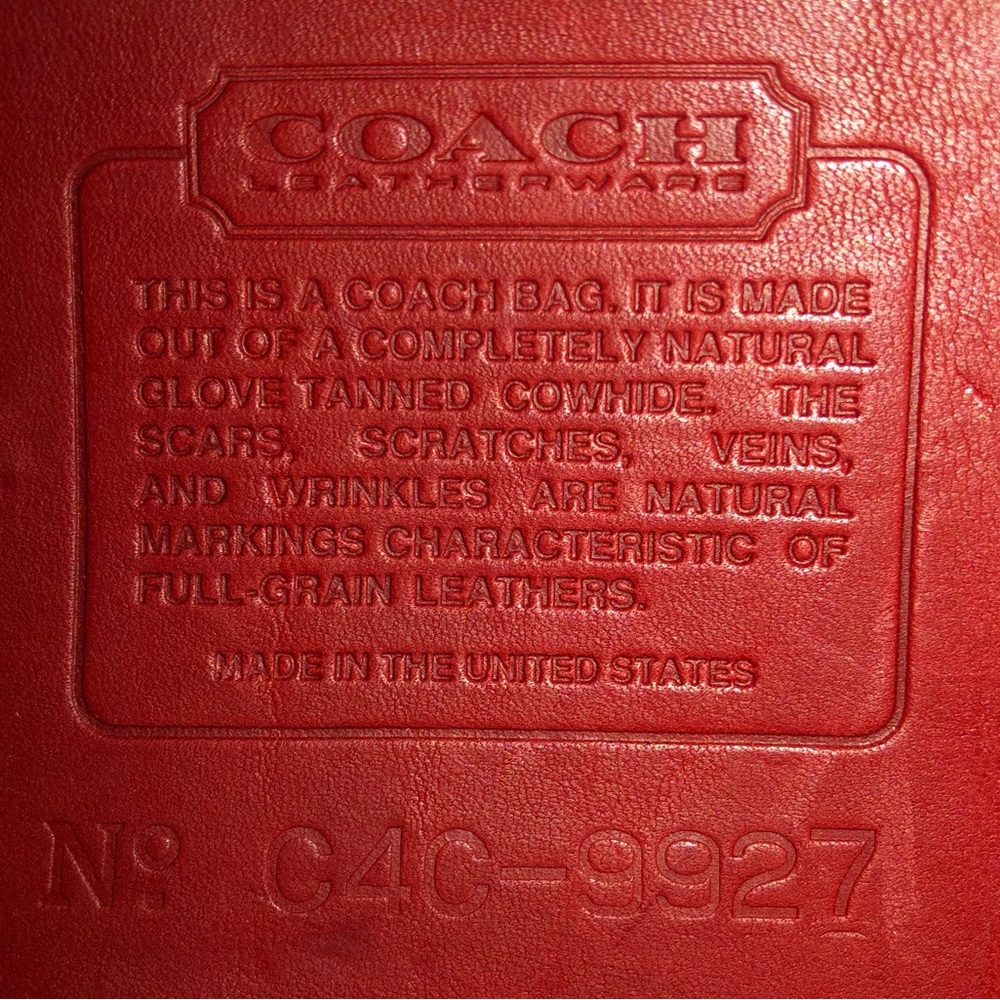 COACH
LEATHERWARE
THIS IS A COACH BAG. IT IS MADE
OUT OF A COMPLETELY NATURAL
GLOVE TANNED COWHIDE. THE
SCARS, SCRATCHES, VEINS,
AND WRINKLES ARE NATURAL
MARKINGS CHARACTERISTIC OF
FULL-GRAIN LEATHERS.
MADE IN THE UNITED STATES
Nº C4C-9927